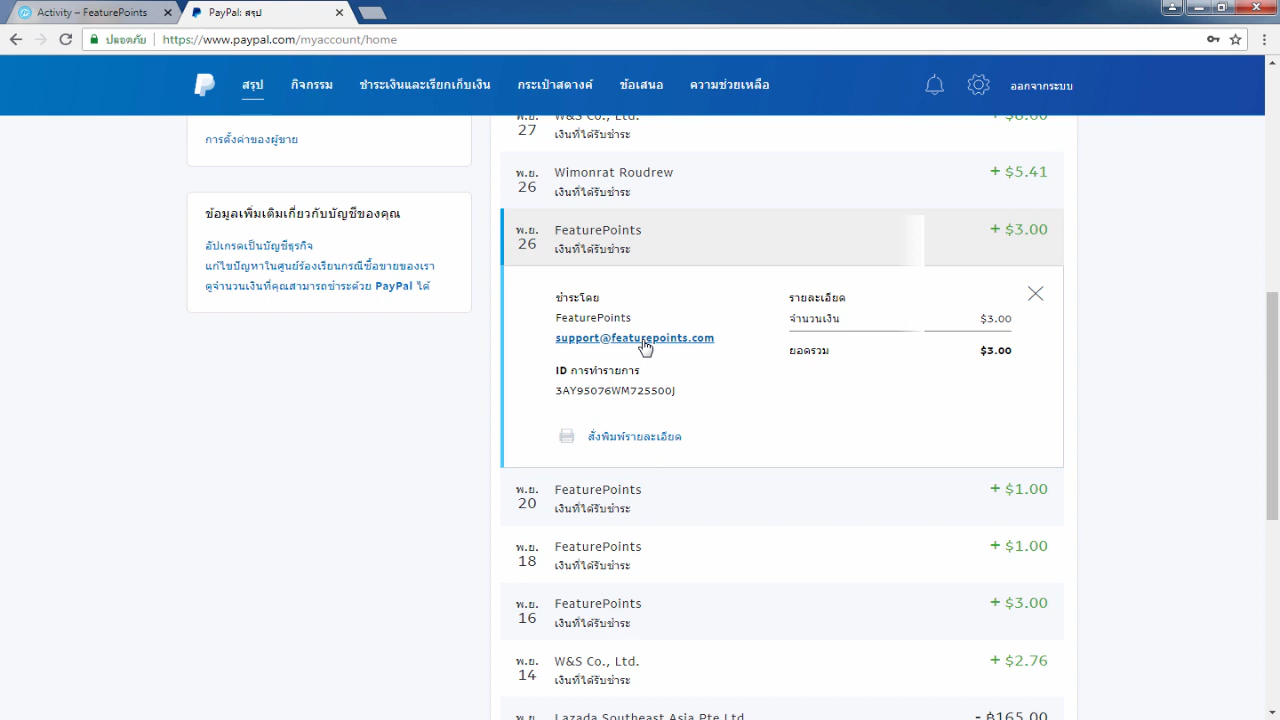 Activity – FeaturePoints
PayPal: สรุป
ปลอดภัย
https://www.paypal.com/myaccount/home
สรุป
กิจกรรม
ชำระเงินและเรียกเก็บเงิน
กระเป๋าสตางค์
ข้อเสนอ
ความช่วยเหลือ
ออกจากระบบ
การตั้งค่าของผู้ขาย
ข้อมูลเพิ่มเติมเกี่ยวกับบัญชีของคุณ
อัปเกรดเป็นบัญชีธุรกิจ
แก้ไขปัญหาในศูนย์ร้องเรียนกรณีซื้อขายของเรา
ดูจำนวนเงินที่คุณสามารถชำระด้วย PayPal ได้
พ.ย. W&S Co., Ltd. + $6.00
27 เงินที่ได้รับชำระ
พ.ย. Wimonrat Roudrew + $5.41
26 เงินที่ได้รับชำระ
พ.ย. FeaturePoints + $3.00
26 เงินที่ได้รับชำระ
ชำระโดย
FeaturePoints
support@featurepoints.com
ID การทำรายการ
3AY95076WM725500J
สั่งพิมพ์รายละเอียด
รายละเอียด
จำนวนเงิน $3.00
ยอดรวม $3.00
พ.ย. FeaturePoints + $1.00
20 เงินที่ได้รับชำระ
พ.ย. FeaturePoints + $1.00
18 เงินที่ได้รับชำระ
พ.ย. FeaturePoints + $3.00
16 เงินที่ได้รับชำระ
พ.ย. W&S Co., Ltd. + $2.76
14 เงินที่ได้รับชำระ
พ.ย. Lazada Southeast Asia Pte Ltd - ฿165.00